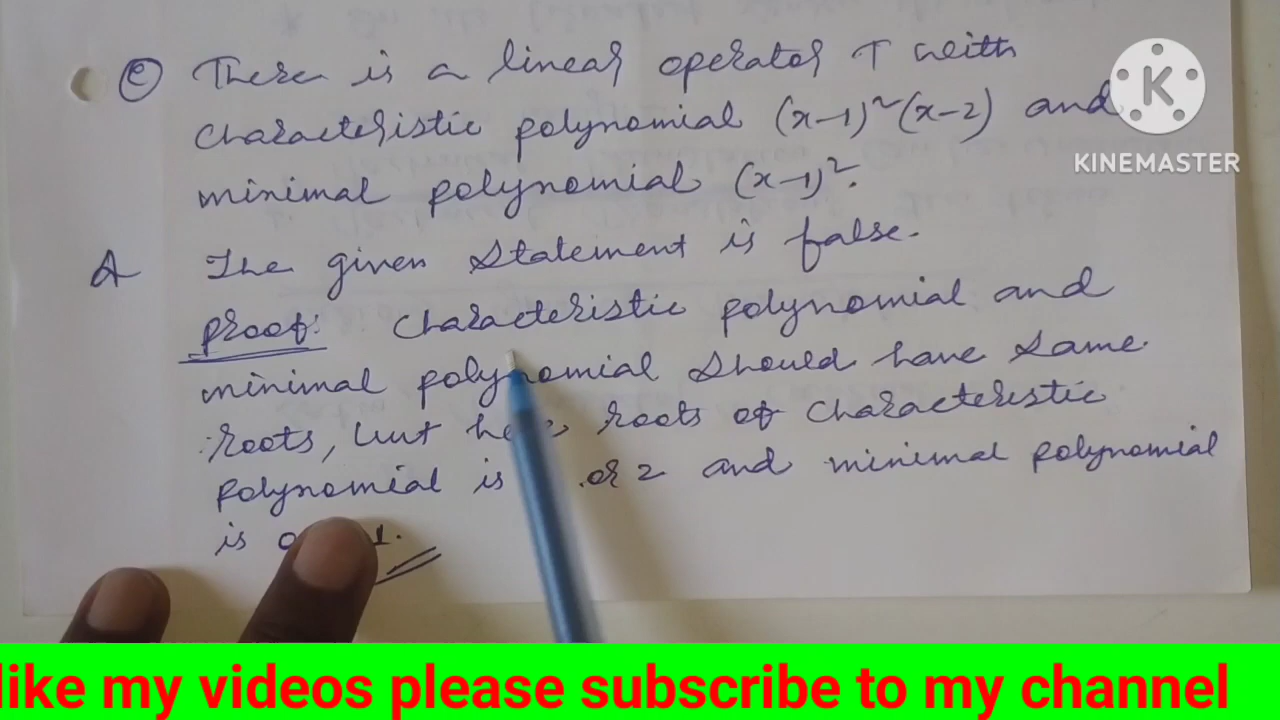 (e) There is a linear operator T with
characteristic polynomial (x-1)² (x-2) and
minimal polynomial (x-1)².
A The given statement is false.
proof: characteristic polynomial and
minimal polynomial should have same
roots, but roots of characteristic
polynomial is or 2 and minimal polynomial
is 1.
K
KINEMASTER
like my videos please subscribe to my channel